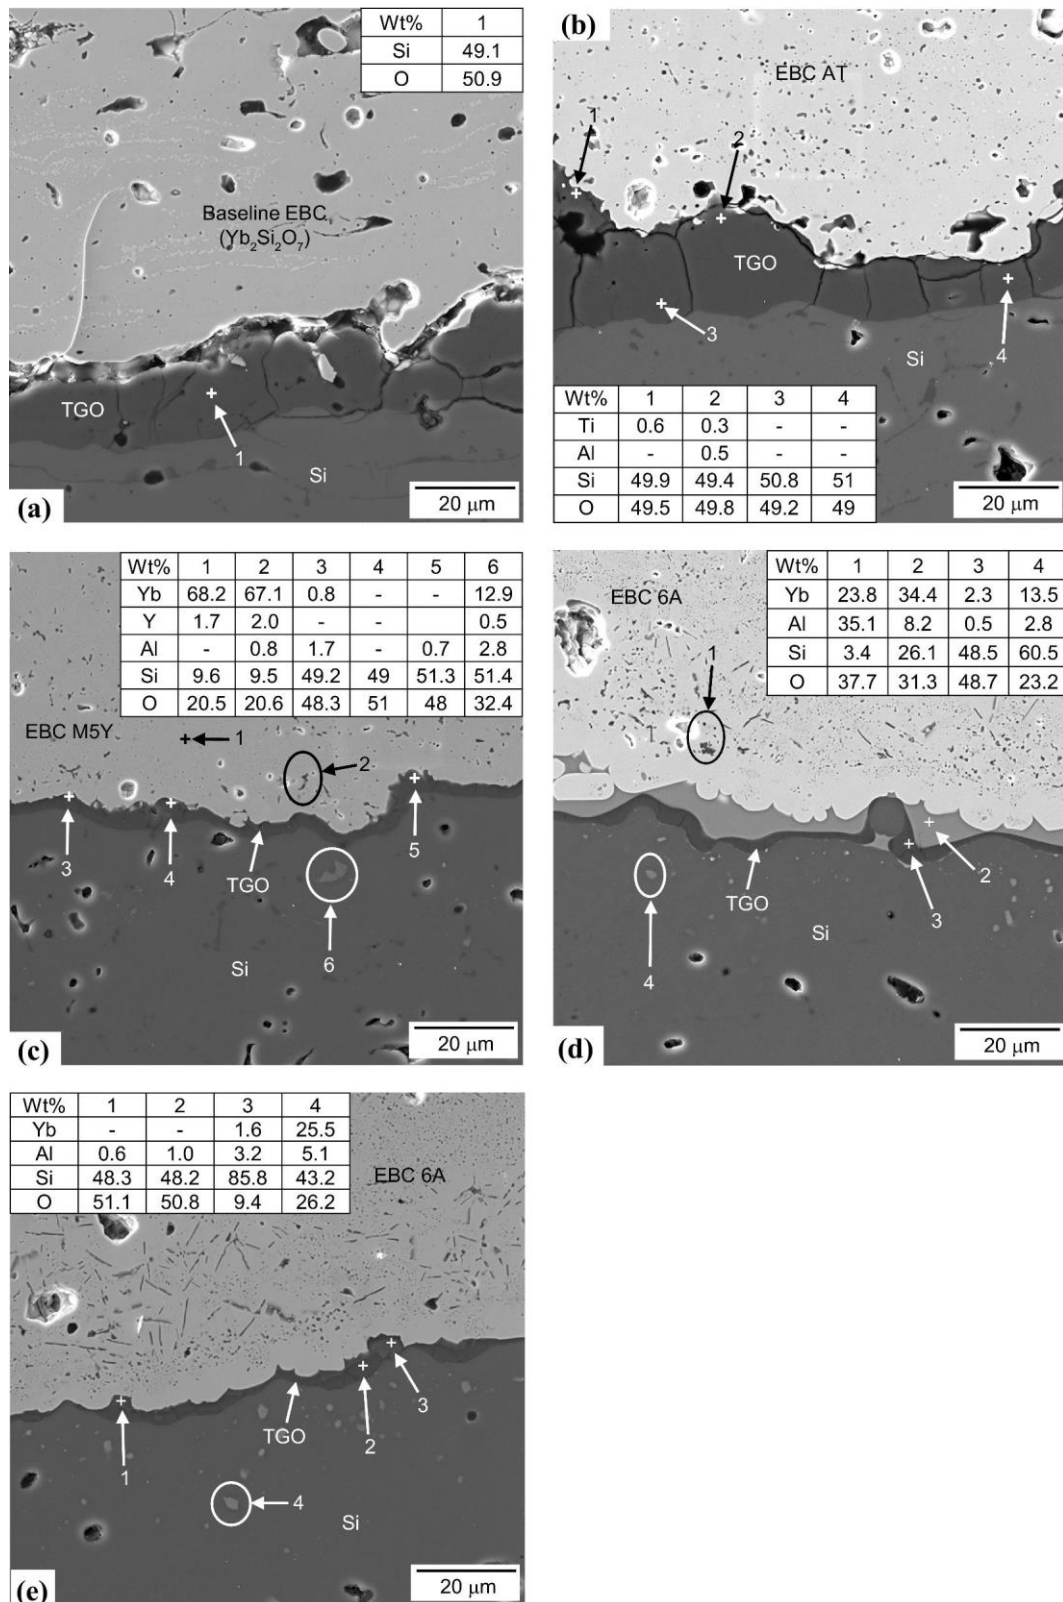 Wt% 1
Si 49.1
O 50.9
Baseline EBC
(Yb2Si2O7)
TGO
1
Si
(a)
20 μm
(b)
EBC AT
1
2
TGO
3
Si
4
Wt% 1 2 3 4
Ti 0.6 0.3 - -
Al - 0.5 - -
Si 49.9 49.4 50.8 51
O 49.5 49.8 49.2 49
20 μm
Wt% 1 2 3 4 5 6
Yb 68.2 67.1 0.8 - - 12.9
Y 1.7 2.0 - - - 0.5
Al - 0.8 1.7 - 0.7 2.8
Si 9.6 9.5 49.2 49 51.3 51.4
O 20.5 20.6 48.3 51 48 32.4
EBC M5Y
1
2
3
4
TGO
5
6
Si
(c)
20 μm
Wt% 1 2 3 4
Yb 23.8 34.4 2.3 13.5
Al 35.1 8.2 0.5 2.8
Si 3.4 26.1 48.5 60.5
O 37.7 31.3 48.7 23.2
EBC 6A
1
2
3
TGO
4
Si
(d)
20 μm
Wt% 1 2 3 4
Yb - - 1.6 25.5
Al 0.6 1.0 3.2 5.1
Si 48.3 48.2 85.8 43.2
O 51.1 50.8 9.4 26.2
EBC 6A
1
TGO
2
3
4
Si
(e)
20 μm